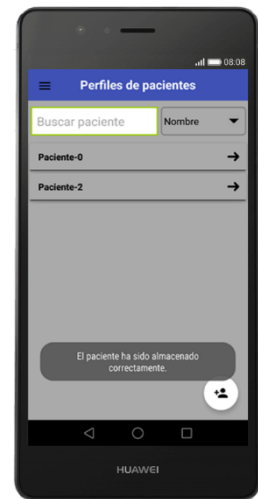 08:08
Perfiles de pacientes
Buscar paciente
Nombre
Paciente-0
Paciente-2
El paciente ha sido almacenado
correctamente.
HUAWEI